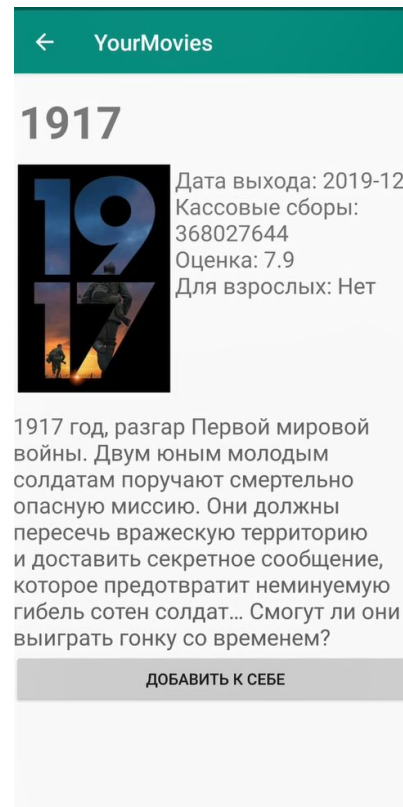 YourMovies
1917
19
17
Дата выхода: 2019-12
Кассовые сборы:
368027644
Оценка: 7.9
Для взрослых: Нет
1917 год, разгар Первой мировой
войны. Двум юным молодым
солдатам поручают смертельно
опасную миссию. Они должны
пересечь вражескую территорию
и доставить секретное сообщение,
которое предотвратит неминуемую
гибель сотен солдат… Смогут ли они
выиграть гонку со временем?
ДОБАВИТЬ К СЕБЕ